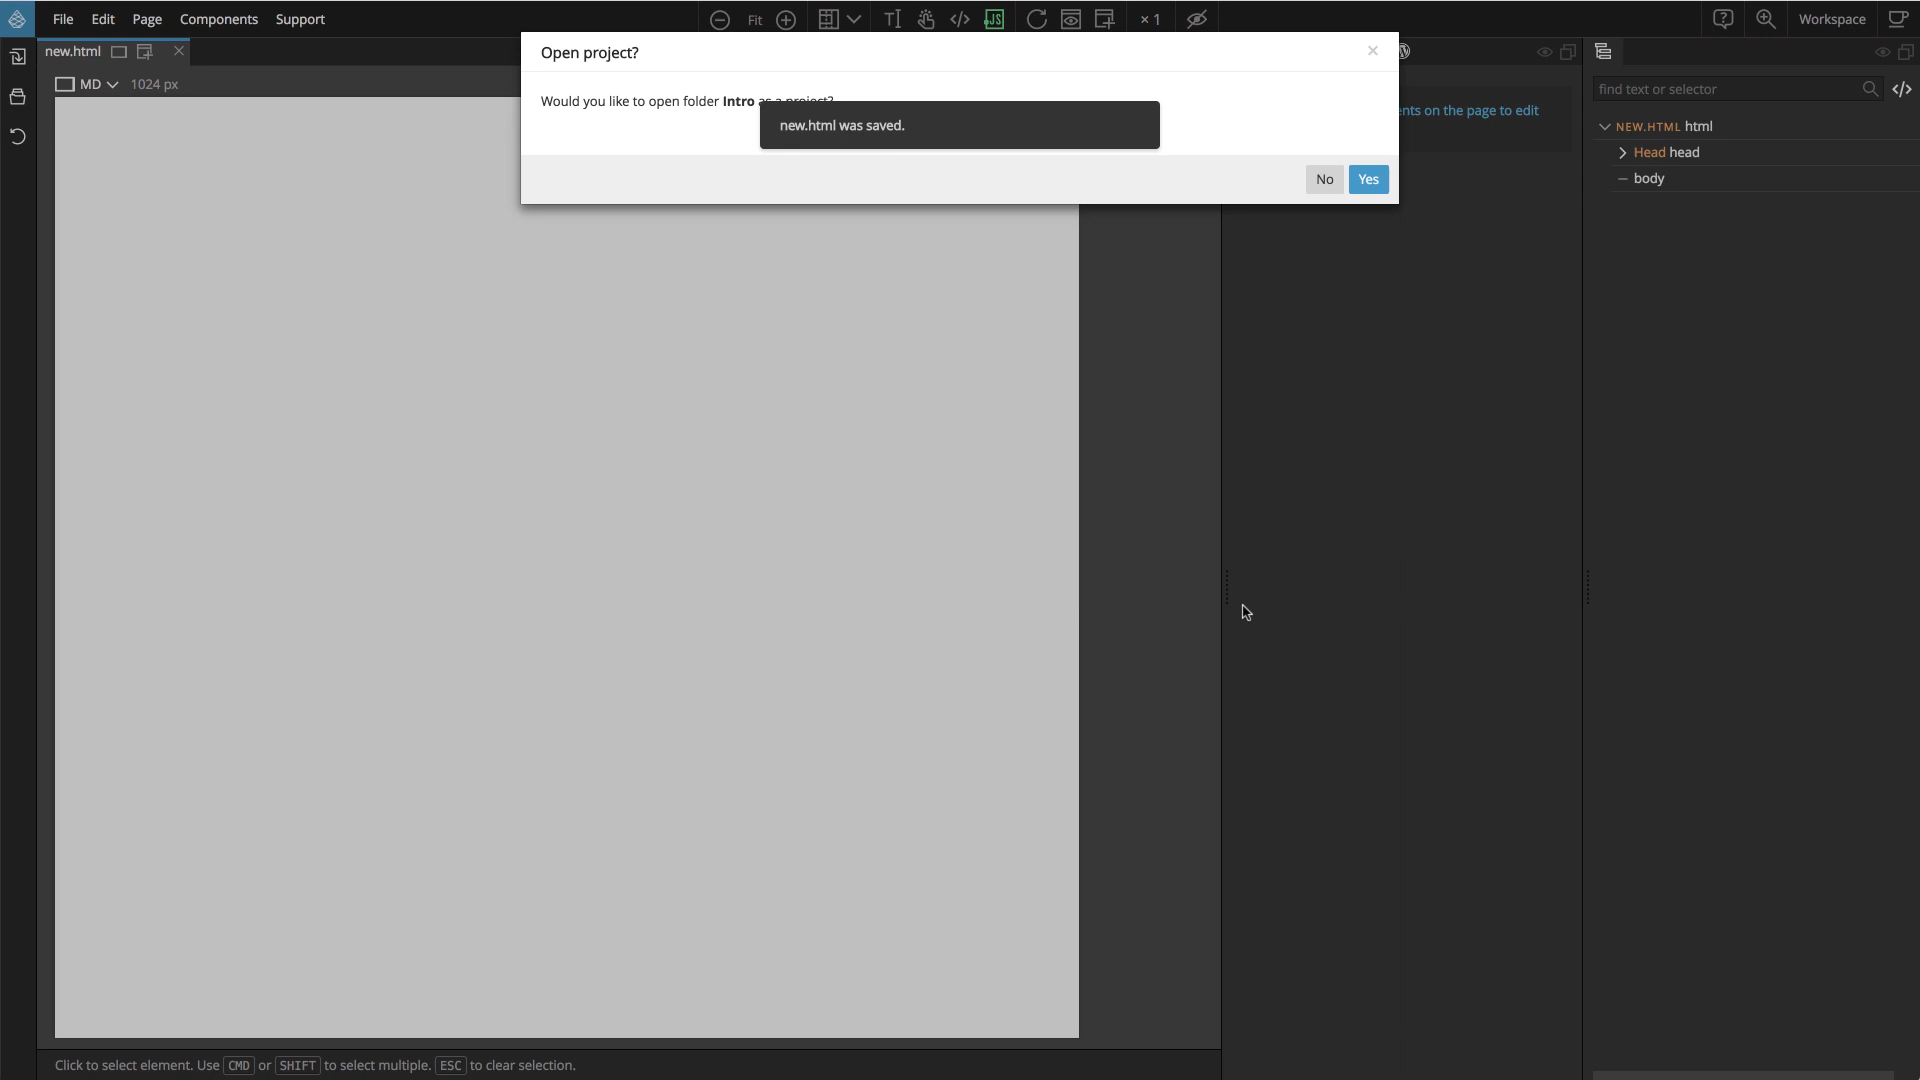 File Edit Page Components Support
Fit
JS
× 1
Workspace
new.html
MD 1024 px
Open project?
Would you like to open folder Intro as a project?
new.html was saved.
No Yes
on the page to edit
find text or selector
NEW.HTML html
Head head
body
Click to select element. Use CMD or SHIFT to select multiple. ESC to clear selection.